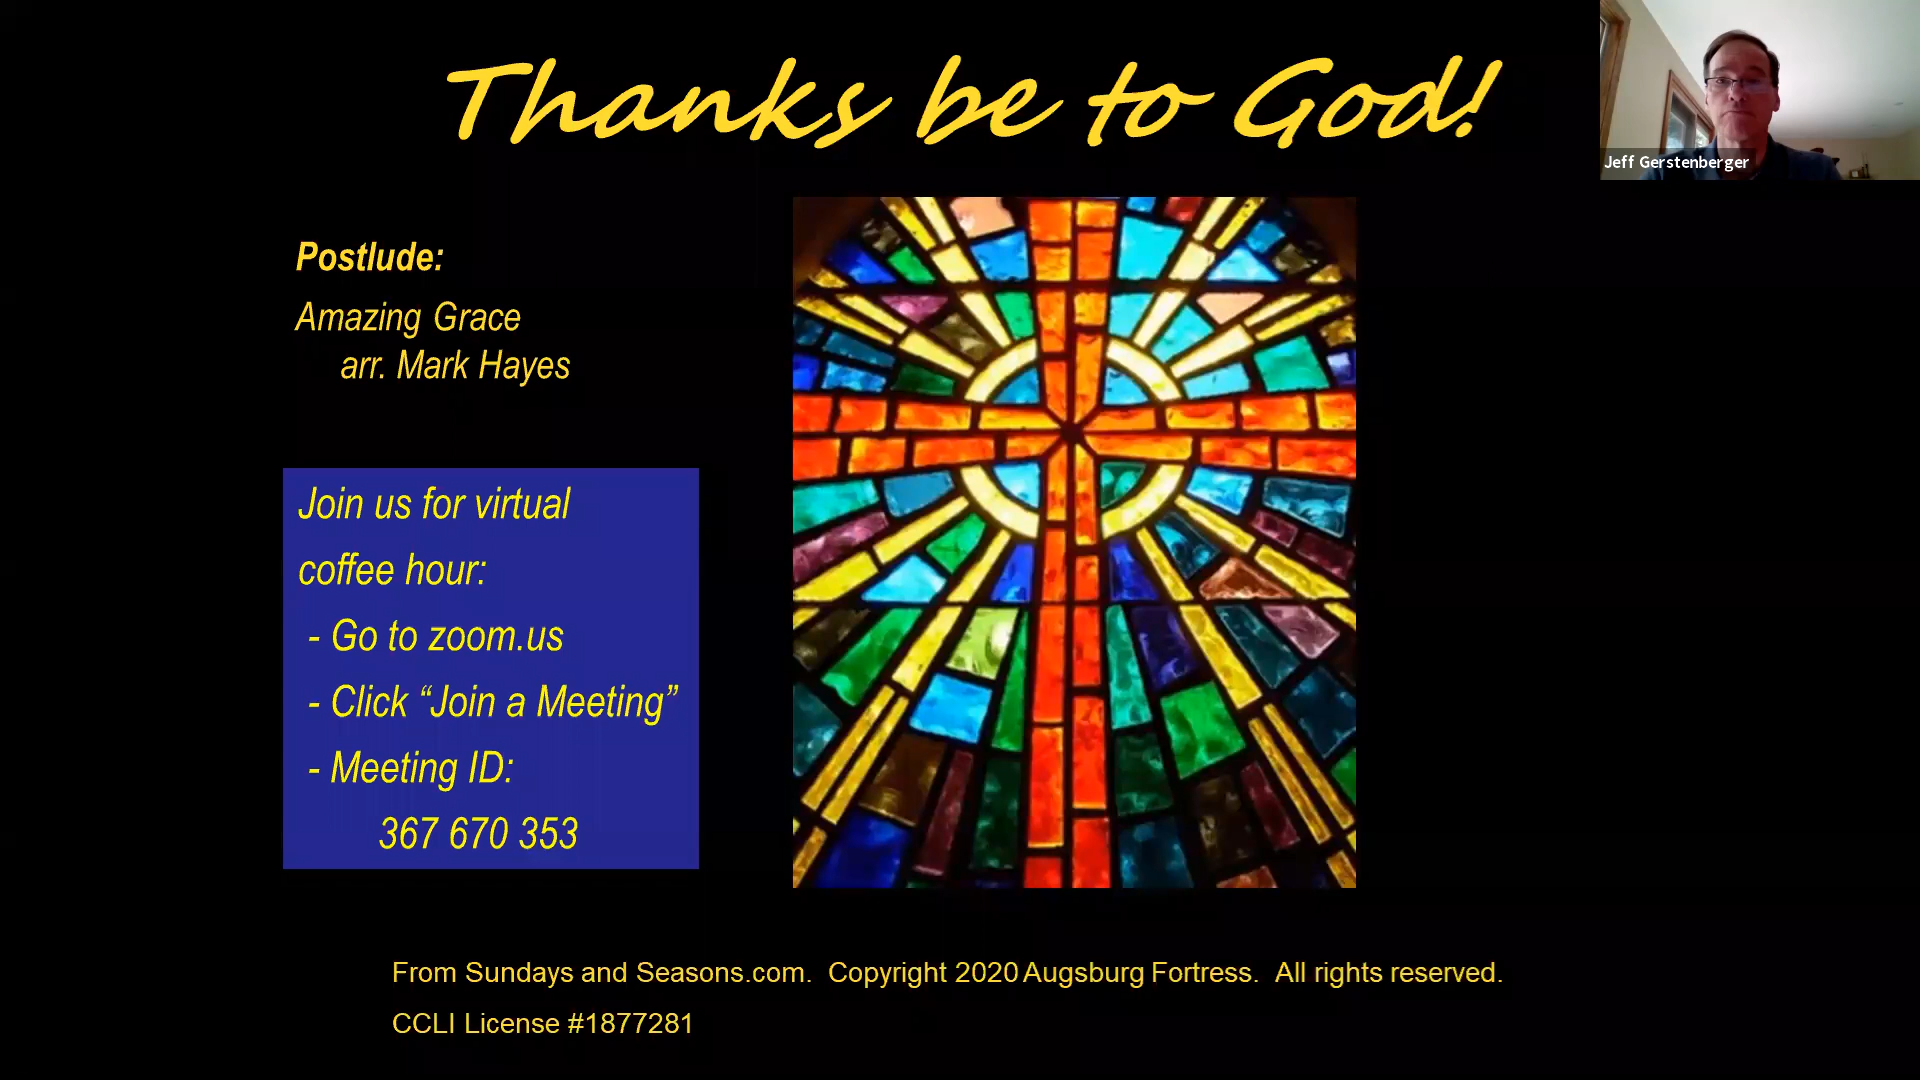 Thanks be to God!
Jeff Gerstenberger
Postlude:
Amazing Grace
arr. Mark Hayes
Join us for virtual
coffee hour:
- Go to zoom.us
- Click “Join a Meeting”
- Meeting ID:
367 670 353
From Sundays and Seasons.com.  Copyright 2020 Augsburg Fortress.  All rights reserved.
CCLI License #1877281